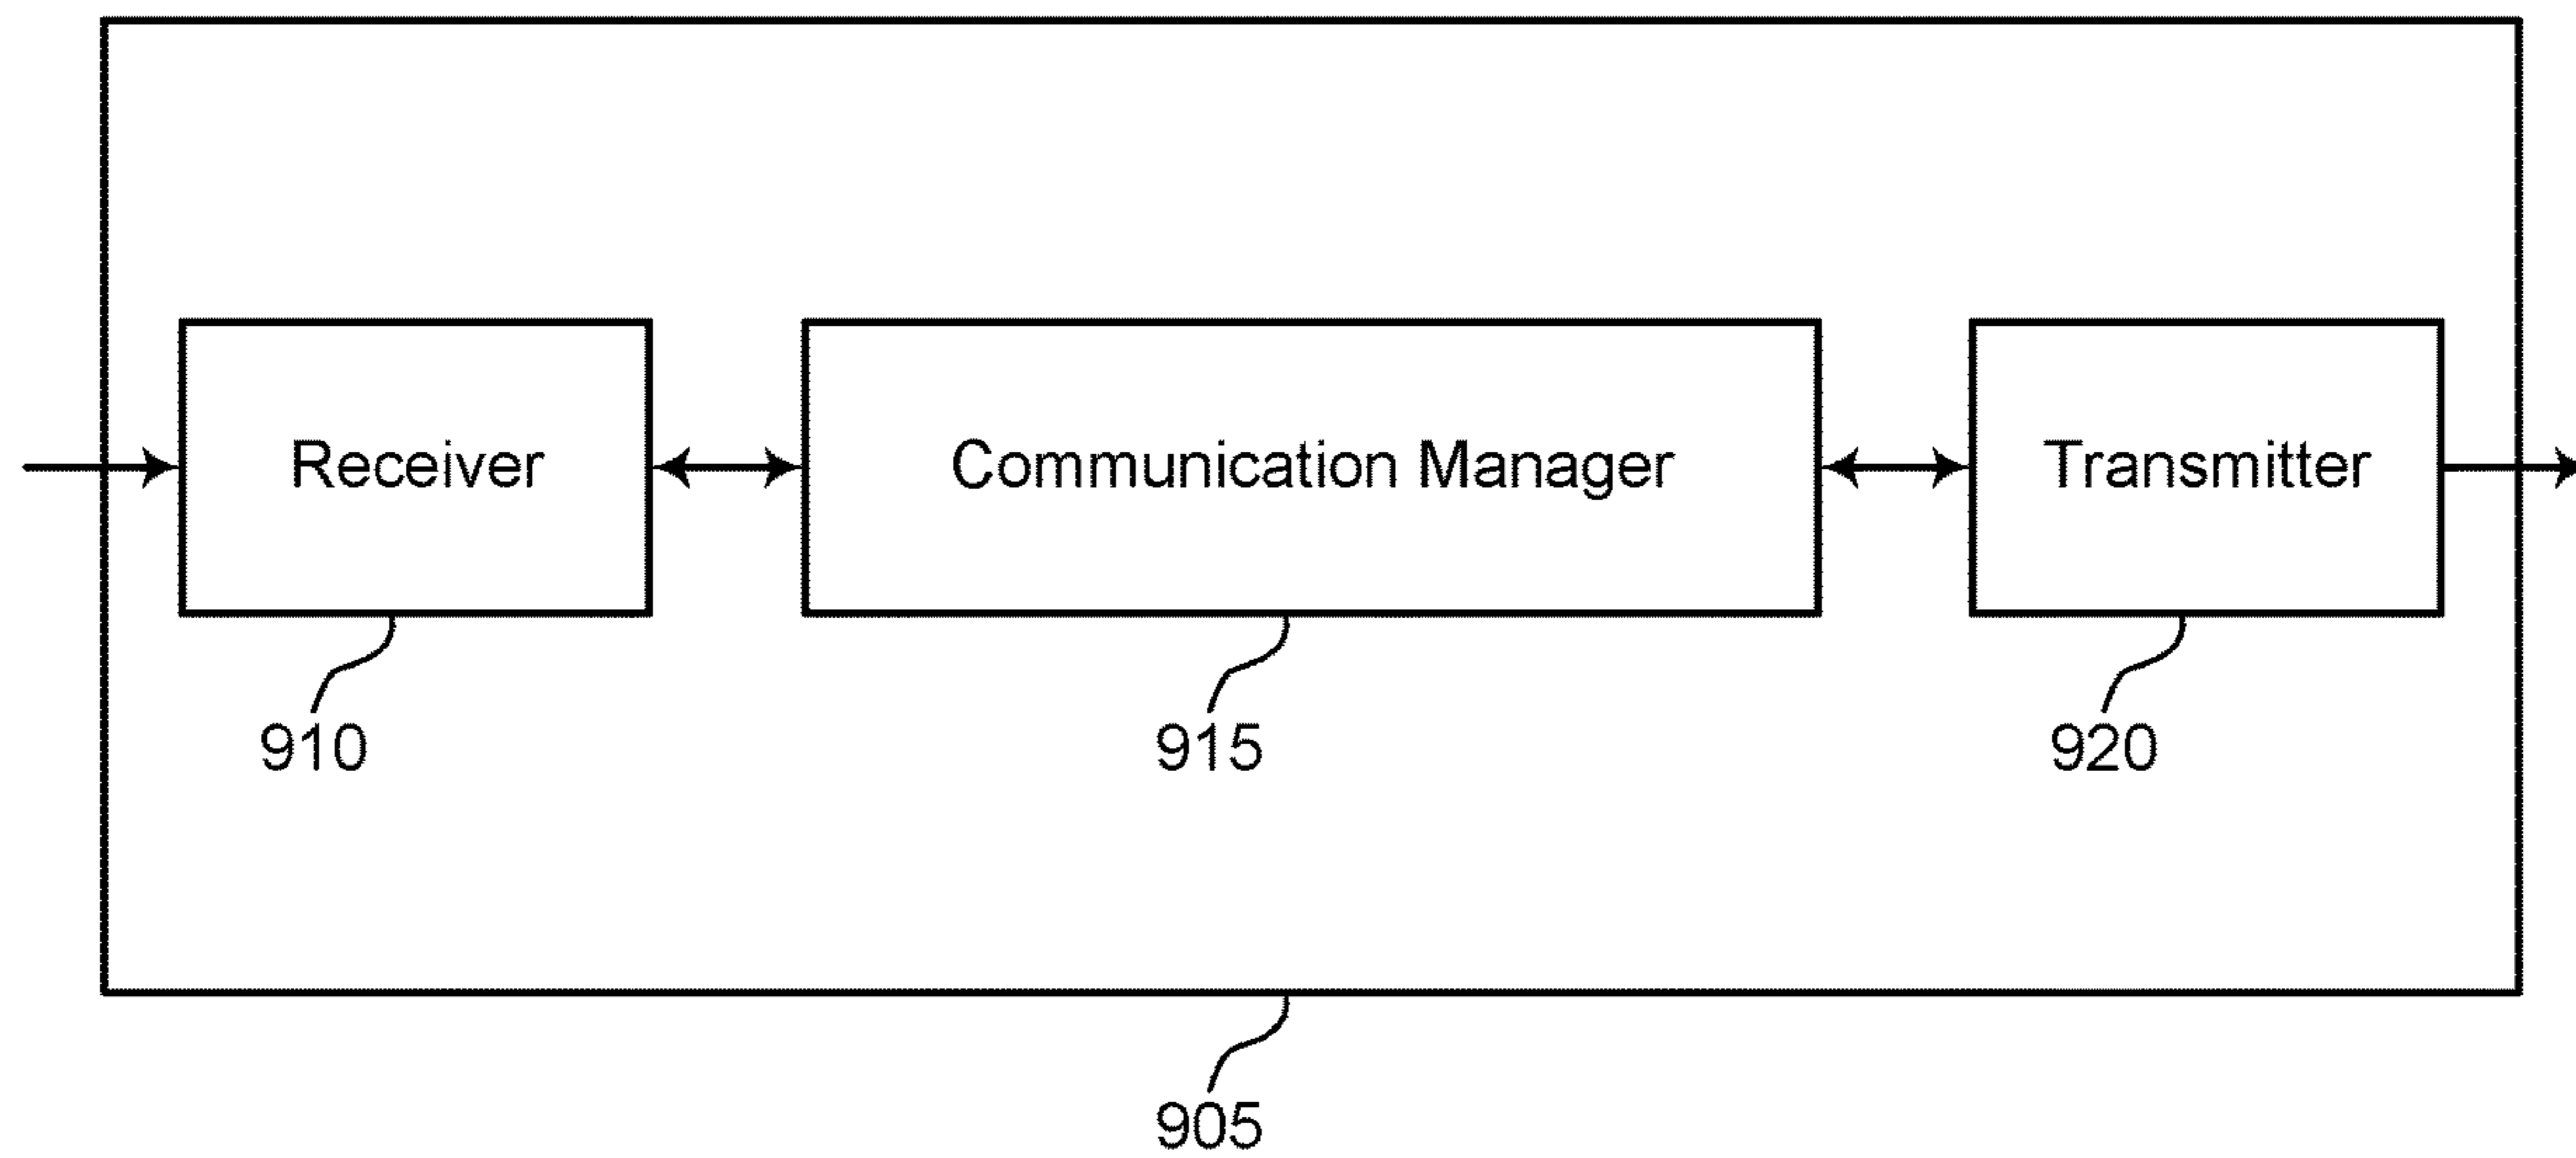 Receiver
Communication Manager
Transmitter
910
915
920
905